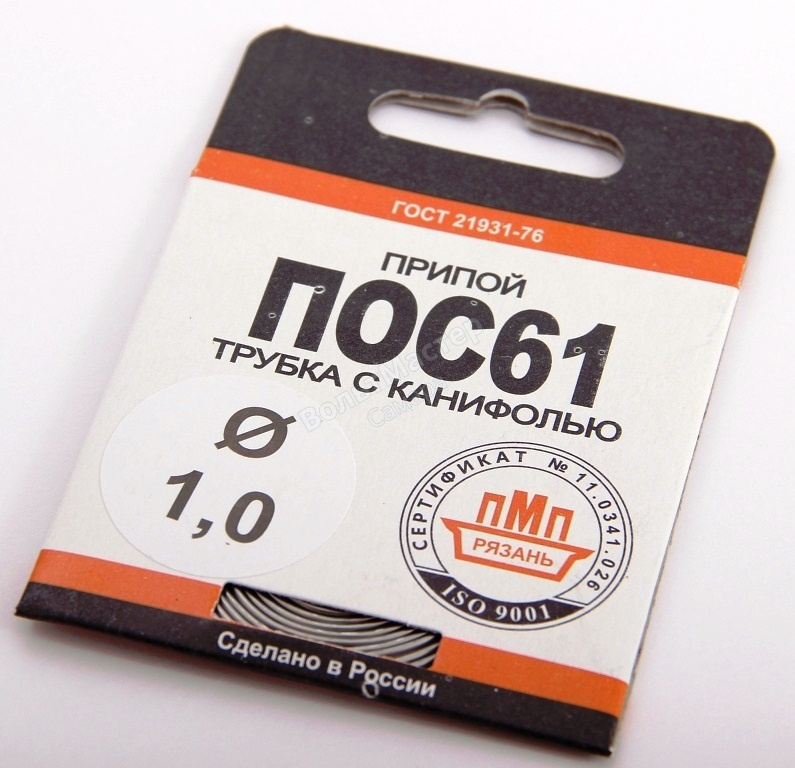 ГОСТ 21931-76
ПРИПОЙ
ПОС61
ТРУБКА С КАНИФОЛЬЮ
Ø
1,0
СЕРТИФИКАТ № 11.0341.026
ПМП
РЯЗАНЬ
ISO 9001
Сделано в России